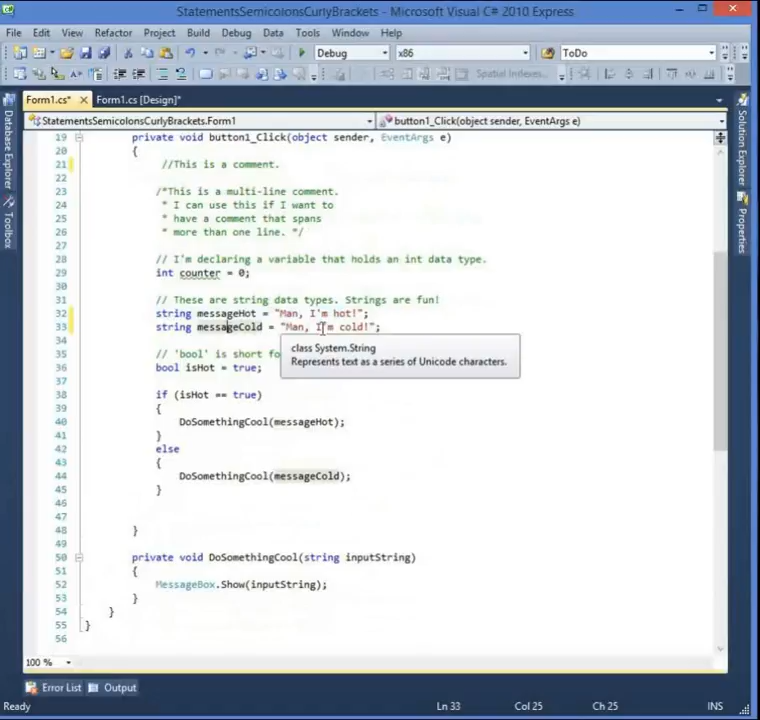 StatementsSemicolonsCurlyBrackets - Microsoft Visual C# 2010 Express
File Edit View Refactor Project Build Debug Data Tools Window Help
Debug x86 ToDo
Spatial Indexes...
Form1.cs* Form1.cs [Design]*
StatementsSemicolonsCurlyBrackets.Form1 button1_Click(object sender, EventArgs e)
Database Explorer
Toolbox
Solution Explorer
Properties
19 private void button1_Click(object sender, EventArgs e)
20 {
21 //This is a comment.
22
23 /*This is a multi-line comment.
24 * I can use this if I want to
25 * have a comment that spans
26 * more than one line. */
27
28 // I'm declaring a variable that holds an int data type.
29 int counter = 0;
30
31 // These are string data types. Strings are fun!
32 string messageHot = "Man, I'm hot!";
33 string messageCold = "Man, I'm cold!";
34
class System.String
Represents text as a series of Unicode characters.
35 // 'bool' is short fo
36 bool isHot = true;
37
38 if (isHot == true)
39 {
40 DoSomethingCool(messageHot);
41 }
42 else
43 {
44 DoSomethingCool(messageCold);
45 }
46
47
48 }
49
50 private void DoSomethingCool(string inputString)
51 {
52 MessageBox.Show(inputString);
53 }
54 }
55 }
56
100 %
Error List Output
Ready Ln 33 Col 25 Ch 25 INS